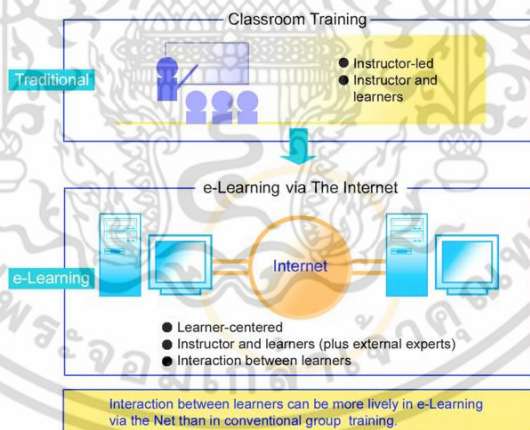 Classroom Training
Traditional
● Instructor-led
● Instructor and
learners
e-Learning via The Internet
e-Learning
Internet
● Learner-centered
● Instructor and learners (plus external experts)
● Interaction between learners
Interaction between learners can be more lively in e-Learning
via the Net than in conventional group training.